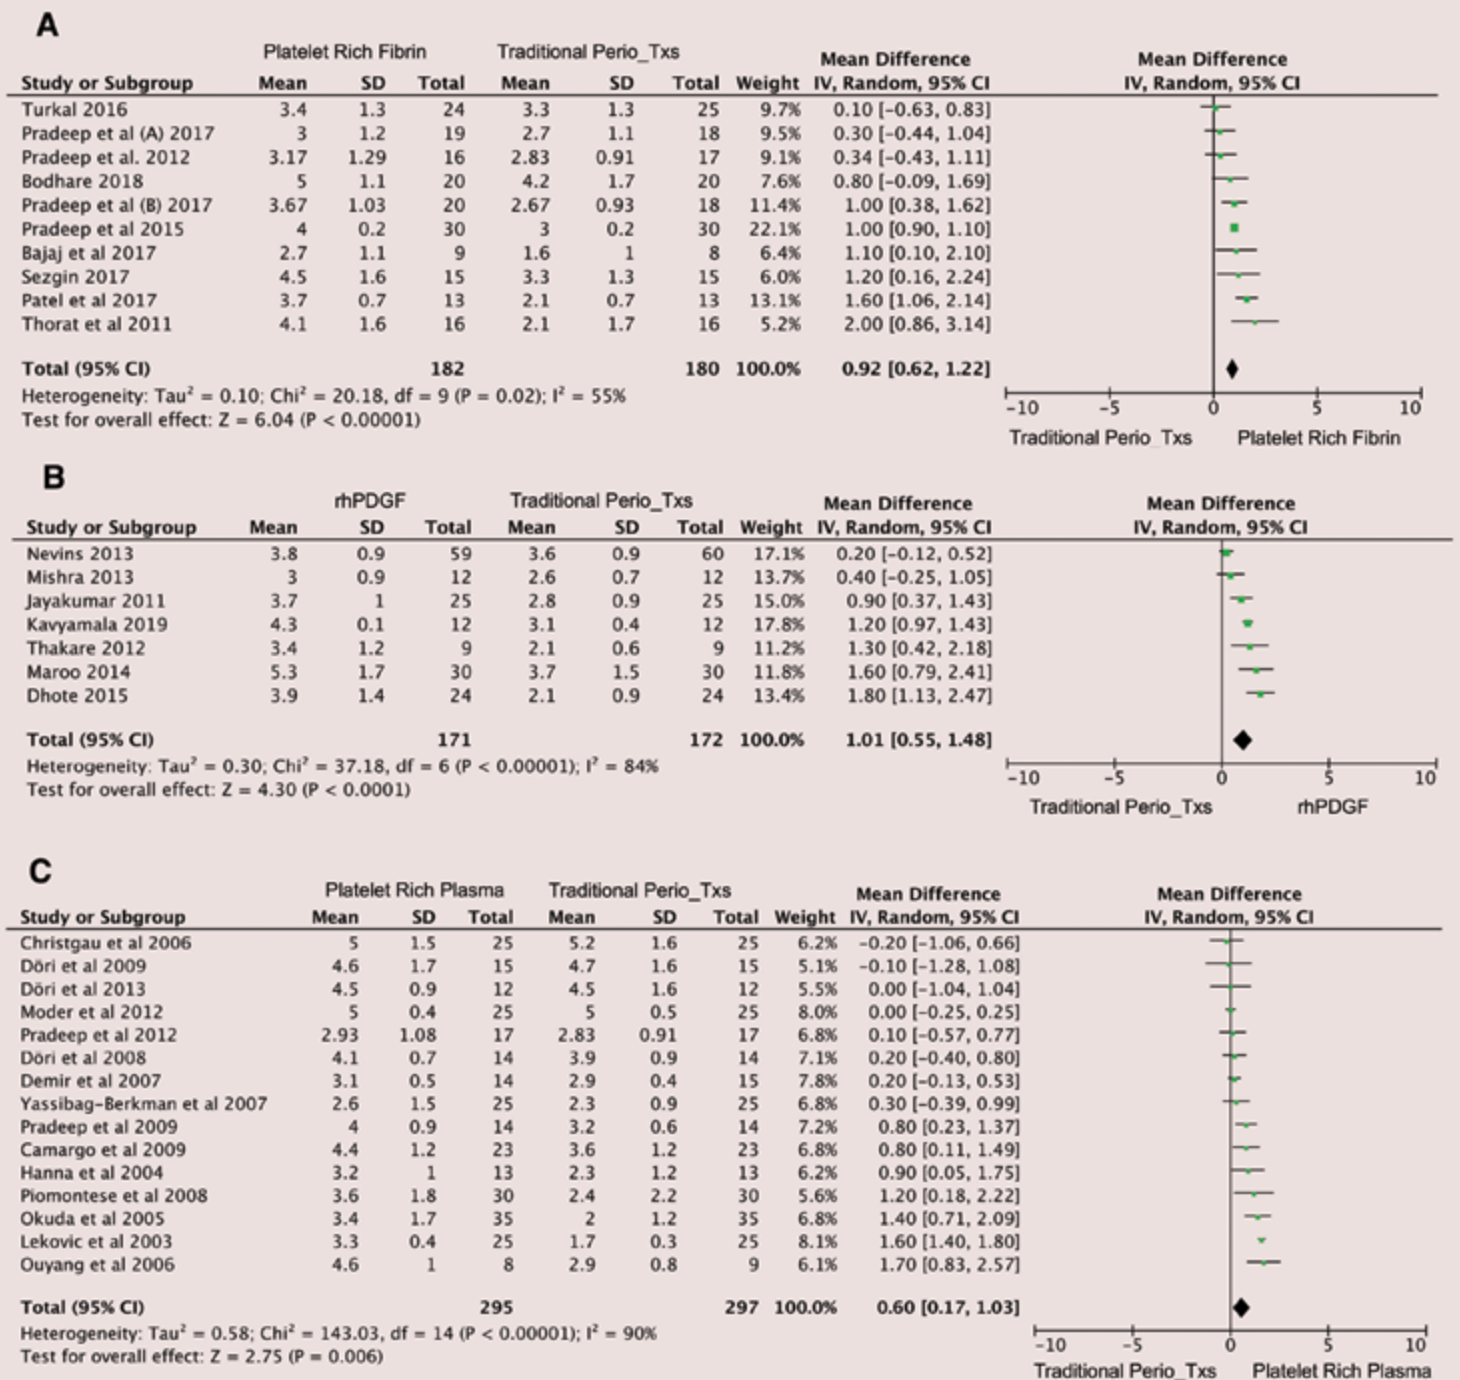 A
Platelet Rich Fibrin Traditional Perio_Txs Mean Difference Mean Difference
Study or Subgroup Mean SD Total Mean SD Total Weight IV, Random, 95% CI IV, Random, 95% CI
Turkal 2016 3.4 1.3 24 3.3 1.3 25 9.7% 0.10 [−0.63, 0.83]
Pradeep et al (A) 2017 3 1.2 19 2.7 1.1 18 9.5% 0.30 [−0.44, 1.04]
Pradeep et al. 2012 3.17 1.29 16 2.83 0.91 17 9.1% 0.34 [−0.43, 1.11]
Bodhare 2018 5 1.1 20 4.2 1.7 20 7.6% 0.80 [−0.09, 1.69]
Pradeep et al (B) 2017 3.67 1.03 20 2.67 0.93 18 11.4% 1.00 [0.38, 1.62]
Pradeep et al 2015 4 0.2 30 3 0.2 30 22.1% 1.00 [0.90, 1.10]
Bajaj et al 2017 2.7 1.1 9 1.6 1 8 6.4% 1.10 [0.10, 2.10]
Sezgin 2017 4.5 1.6 15 3.3 1.3 15 6.0% 1.20 [0.16, 2.24]
Patel et al 2017 3.7 0.7 13 2.1 0.7 13 13.1% 1.60 [1.06, 2.14]
Thorat et al 2011 4.1 1.6 16 2.1 1.7 16 5.2% 2.00 [0.86, 3.14]
Total (95% CI) 182 180 100.0% 0.92 [0.62, 1.22]
Heterogeneity: Tau² = 0.10; Chi² = 20.18, df = 9 (P = 0.02); I² = 55%
Test for overall effect: Z = 6.04 (P < 0.00001)
−10 −5 0 5 10
Traditional Perio_Txs Platelet Rich Fibrin
B
rhPDGF Traditional Perio_Txs Mean Difference Mean Difference
Study or Subgroup Mean SD Total Mean SD Total Weight IV, Random, 95% CI IV, Random, 95% CI
Nevins 2013 3.8 0.9 59 3.6 0.9 60 17.1% 0.20 [−0.12, 0.52]
Mishra 2013 3 0.9 12 2.6 0.7 12 13.7% 0.40 [−0.25, 1.05]
Jayakumar 2011 3.7 1 25 2.8 0.9 25 15.0% 0.90 [0.37, 1.43]
Kavyamala 2019 4.3 0.1 12 3.1 0.4 12 17.8% 1.20 [0.97, 1.43]
Thakare 2012 3.4 1.2 9 2.1 0.6 9 11.2% 1.30 [0.42, 2.18]
Maroo 2014 5.3 1.7 30 3.7 1.5 30 11.8% 1.60 [0.79, 2.41]
Dhote 2015 3.9 1.4 24 2.1 0.9 24 13.4% 1.80 [1.13, 2.47]
Total (95% CI) 171 172 100.0% 1.01 [0.55, 1.48]
Heterogeneity: Tau² = 0.30; Chi² = 37.18, df = 6 (P < 0.00001); I² = 84%
Test for overall effect: Z = 4.30 (P < 0.0001)
−10 −5 0 5 10
Traditional Perio_Txs rhPDGF
C
Platelet Rich Plasma Traditional Perio_Txs Mean Difference Mean Difference
Study or Subgroup Mean SD Total Mean SD Total Weight IV, Random, 95% CI IV, Random, 95% CI
Christgau et al 2006 5 1.5 25 5.2 1.6 25 6.2% −0.20 [−1.06, 0.66]
Döri et al 2009 4.6 1.7 15 4.7 1.6 15 5.1% −0.10 [−1.28, 1.08]
Döri et al 2013 4.5 0.9 12 4.5 1.6 12 5.5% 0.00 [−1.04, 1.04]
Moder et al 2012 5 0.4 25 5 0.5 25 8.0% 0.00 [−0.25, 0.25]
Pradeep et al 2012 2.93 1.08 17 2.83 0.91 17 6.8% 0.10 [−0.57, 0.77]
Döri et al 2008 4.1 0.7 14 3.9 0.9 14 7.1% 0.20 [−0.40, 0.80]
Demir et al 2007 3.1 0.5 14 2.9 0.4 15 7.8% 0.20 [−0.13, 0.53]
Yassibag–Berkman et al 2007 2.6 1.5 25 2.3 0.9 25 6.8% 0.30 [−0.39, 0.99]
Pradeep et al 2009 4 0.9 14 3.2 0.6 14 7.2% 0.80 [0.23, 1.37]
Camargo et al 2009 4.4 1.2 23 3.6 1.2 23 6.8% 0.80 [0.11, 1.49]
Hanna et al 2004 3.2 1 13 2.3 1.2 13 6.2% 0.90 [0.05, 1.75]
Piomontese et al 2008 3.6 1.8 30 2.4 2.2 30 5.6% 1.20 [0.18, 2.22]
Okuda et al 2005 3.4 1.7 35 2 1.2 35 6.8% 1.40 [0.71, 2.09]
Lekovic et al 2003 3.3 0.4 25 1.7 0.3 25 8.1% 1.60 [1.40, 1.80]
Ouyang et al 2006 4.6 1 8 2.9 0.8 9 6.1% 1.70 [0.83, 2.57]
Total (95% CI) 295 297 100.0% 0.60 [0.17, 1.03]
Heterogeneity: Tau² = 0.58; Chi² = 143.03, df = 14 (P < 0.00001); I² = 90%
Test for overall effect: Z = 2.75 (P = 0.006)
−10 −5 0 5 10
Traditional Perio_Txs Platelet Rich Plasma